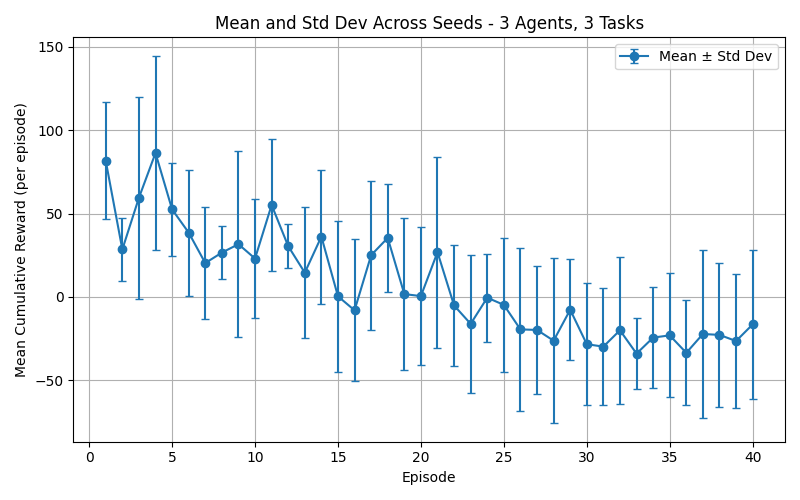 Mean and Std Dev Across Seeds - 3 Agents, 3 Tasks
Mean ± Std Dev
Mean Cumulative Reward (per episode)
150
100
50
0
−50
0 5 10 15 20 25 30 35 40
Episode